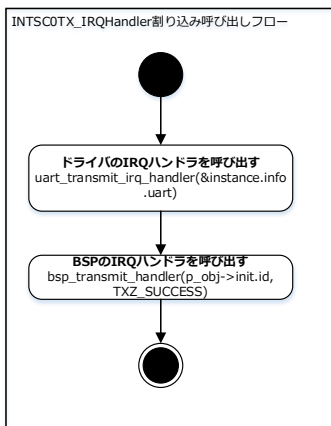 INTSC0TX_IRQHandler割り込み呼び出しフロー
ドライバのIRQハンドラを呼び出す
uart_transmit_irq_handler(&instance.info
.uart)
BSPのIRQハンドラを呼び出す
bsp_transmit_handler(p_obj->init.id,
TXZ_SUCCESS)